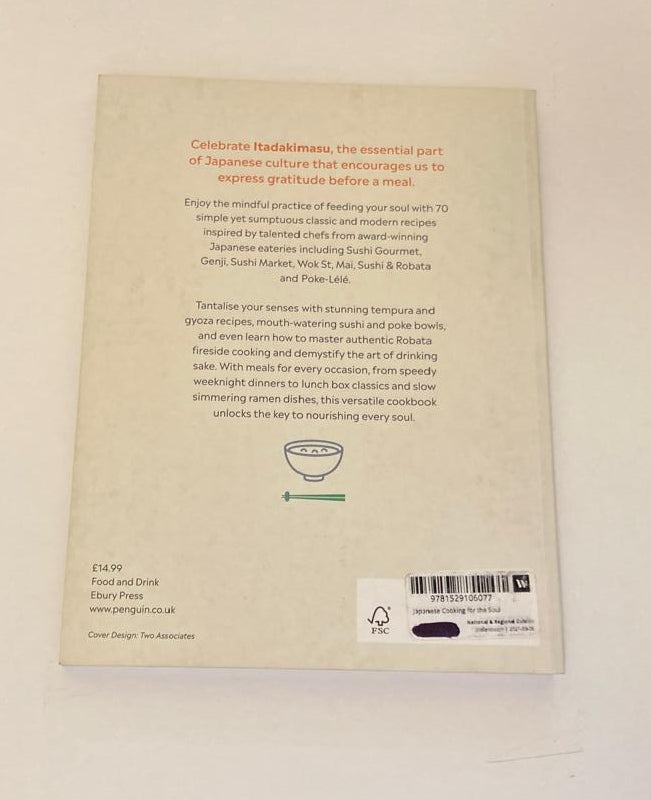 Celebrate Itadakimasu, the essential part
of Japanese culture that encourages us to
express gratitude before a meal.
Enjoy the mindful practice of feeding your soul with 70
simple yet sumptuous classic and modern recipes
inspired by talented chefs from award-winning
Japanese eateries including Sushi Gourmet,
Genji, Sushi Market, Wok St, Mai, Sushi & Robata
and Poke-Lélé.
Tantalise your senses with stunning tempura and
gyoza recipes, mouth-watering sushi and poke bowls,
and even learn how to master authentic Robata
fireside cooking and demystify the art of drinking
sake. With meals for every occasion, from speedy
weeknight dinners to lunch box classics and slow
simmering ramen dishes, this versatile cookbook
unlocks the key to nourishing every soul.
£14.99
Food and Drink
Ebury Press
www.penguin.co.uk
Cover Design: Two Associates
FSC
W
9781529106077
Japanese Cooking for the Soul
National & Regional